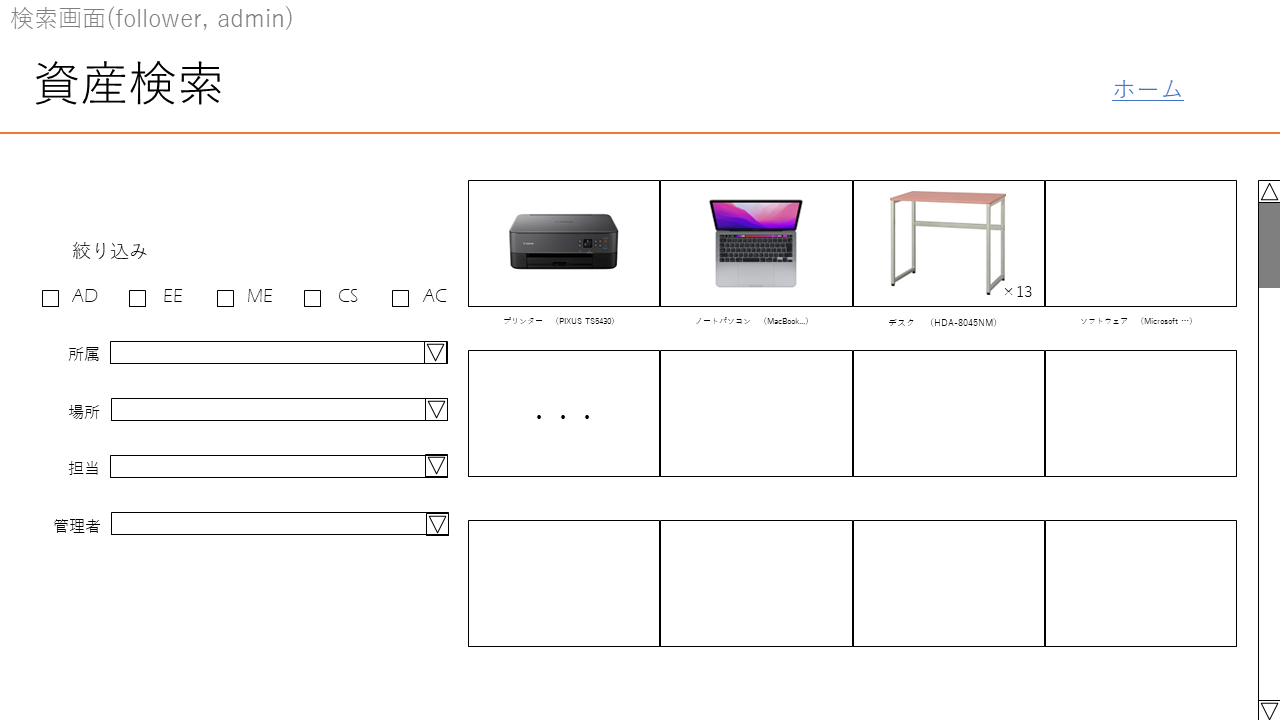 検索画面(follower, admin)
資産検索
ホーム
絞り込み
AD EE ME CS AC
所属
場所
担当
管理者
×13
プリンター (PIXUS TS5430)
ノートパソコン (MacBook...)
デスク (HDA-8045NM)
ソフトウェア (Microsoft …)
・・・